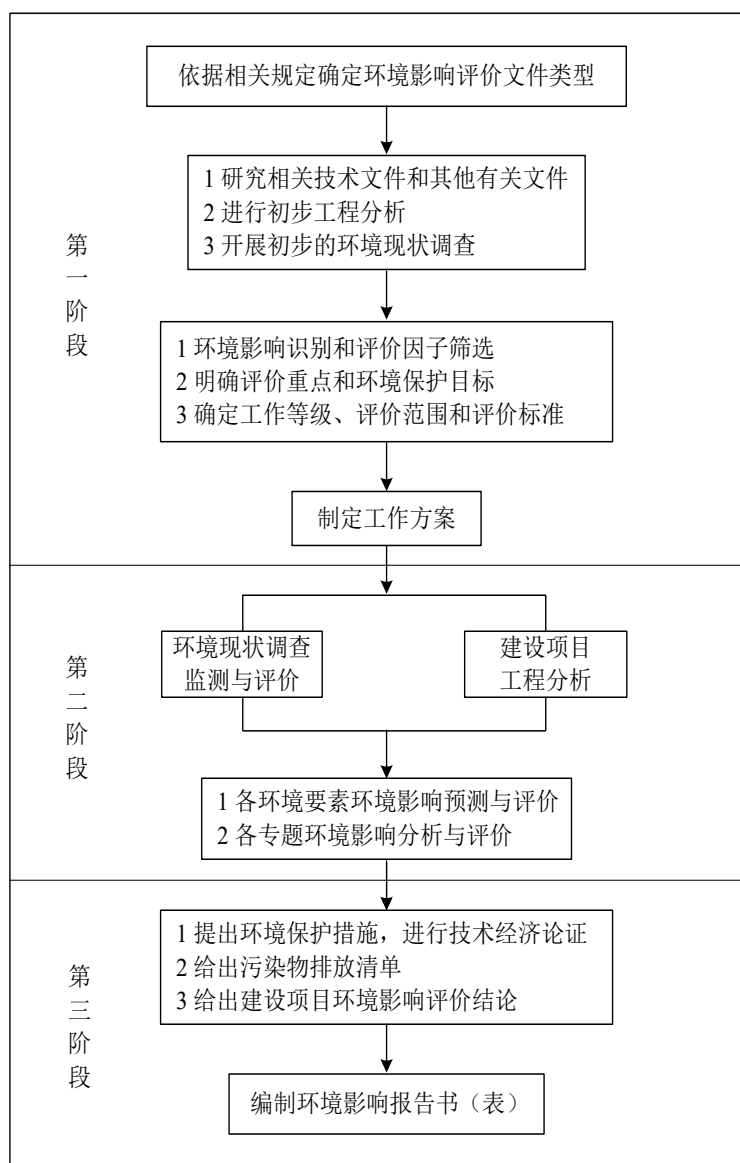 依据相关规定确定环境影响评价文件类型
1 研究相关技术文件和其他有关文件
2 进行初步工程分析
3 开展初步的环境现状调查
第一阶段
1 环境影响识别和评价因子筛选
2 明确评价重点和环境保护目标
3 确定工作等级、评价范围和评价标准
制定工作方案
第二阶段
环境现状调查
监测与评价
建设项目
工程分析
1 各环境要素环境影响预测与评价
2 各专题环境影响分析与评价
第三阶段
1 提出环境保护措施，进行技术经济论证
2 给出污染物排放清单
3 给出建设项目环境影响评价结论
编制环境影响报告书（表）